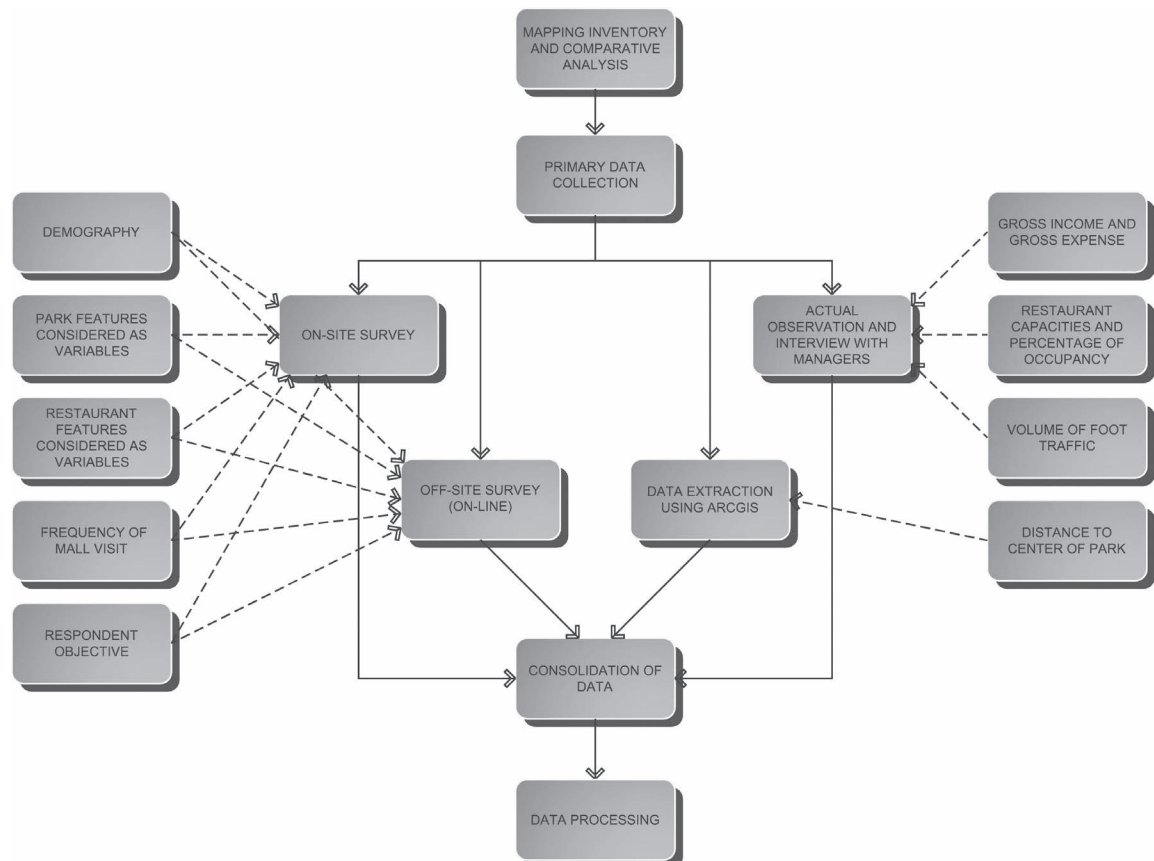 MAPPING INVENTORY
AND COMPARATIVE
ANALYSIS
PRIMARY DATA
COLLECTION
DEMOGRAPHY
PARK FEATURES
CONSIDERED AS
VARIABLES
RESTAURANT
FEATURES
CONSIDERED AS
VARIABLES
FREQUENCY OF
MALL VISIT
RESPONDENT
OBJECTIVE
ON-SITE SURVEY
OFF-SITE SURVEY
(ON-LINE)
DATA EXTRACTION
USING ARCGIS
ACTUAL
OBSERVATION AND
INTERVIEW WITH
MANAGERS
GROSS INCOME AND
GROSS EXPENSE
RESTAURANT
CAPACITIES AND
PERCENTAGE OF
OCCUPANCY
VOLUME OF FOOT
TRAFFIC
DISTANCE TO
CENTER OF PARK
CONSOLIDATION OF
DATA
DATA PROCESSING